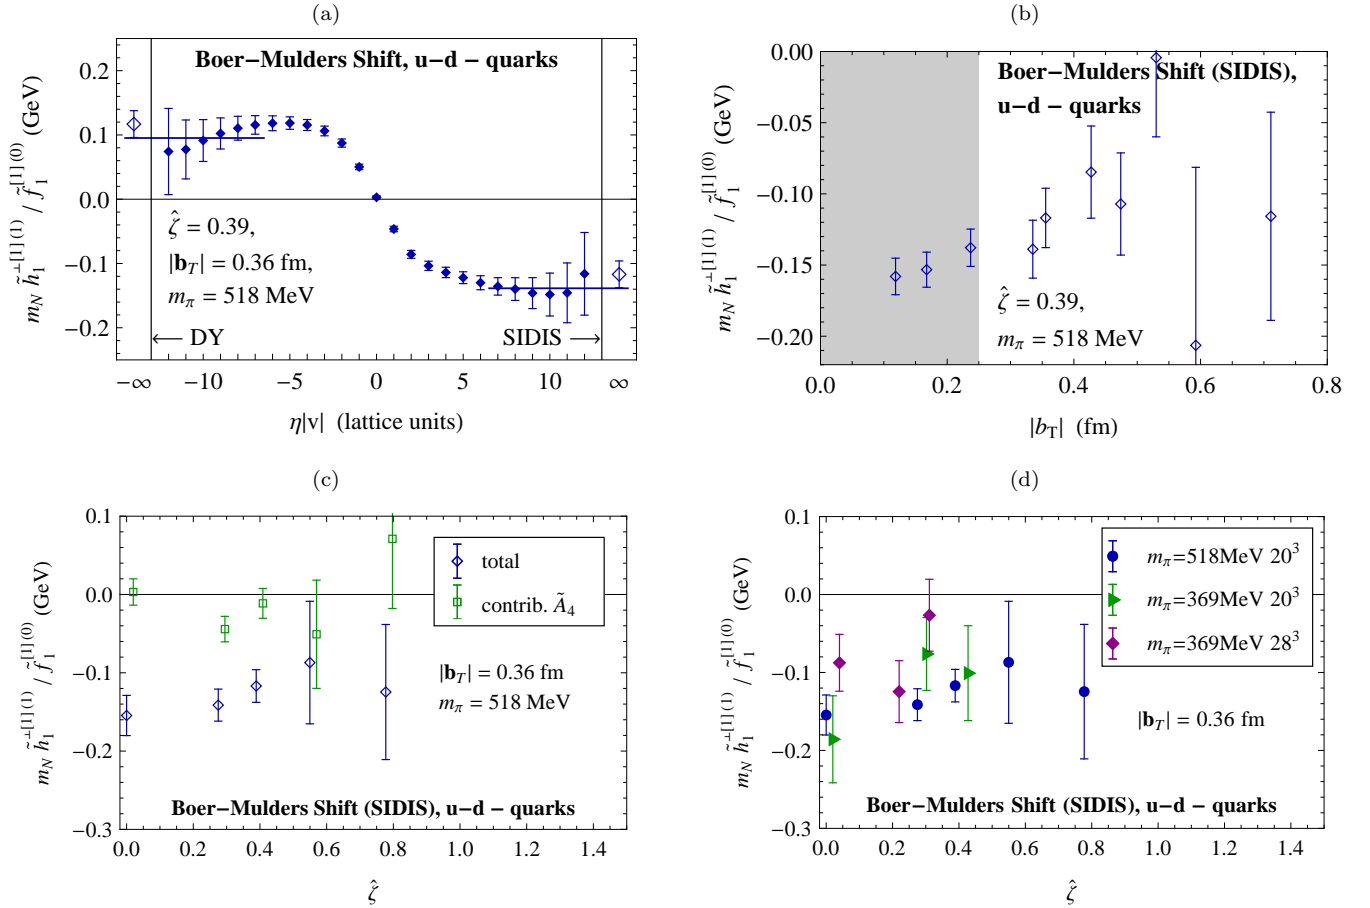 (a)
Boer−Mulders Shift, u−d − quarks
m_N h̃_1^{⊥[1](1)} / f̃_1^{[1](0)} (GeV)
0.2
0.1
0.0
−0.1
−0.2
ζ̂ = 0.39,
|b_T| = 0.36 fm,
m_π = 518 MeV
← DY
SIDIS →
−∞
−10
−5
0
5
10
∞
η|v| (lattice units)
(b)
Boer−Mulders Shift (SIDIS),
u−d − quarks
m_N h̃_1^{⊥[1](1)} / f̃_1^{[1](0)} (GeV)
0.00
−0.05
−0.10
−0.15
−0.20
ζ̂ = 0.39,
m_π = 518 MeV
0.0
0.2
0.4
0.6
0.8
|b_T| (fm)
(c)
m_N h̃_1^{⊥[1](1)} / f̃_1^{[1](0)} (GeV)
0.1
0.0
−0.1
−0.2
−0.3
total
contrib. Ã_4
|b_T| = 0.36 fm
m_π = 518 MeV
Boer−Mulders Shift (SIDIS), u−d − quarks
0.0
0.2
0.4
0.6
0.8
1.0
1.2
1.4
ζ̂
(d)
m_N h̃_1^{⊥[1](1)} / f̃_1^{[1](0)} (GeV)
0.1
0.0
−0.1
−0.2
−0.3
m_π=518MeV 20³
m_π=369MeV 20³
m_π=369MeV 28³
|b_T| = 0.36 fm
Boer−Mulders Shift (SIDIS), u−d − quarks
0.0
0.2
0.4
0.6
0.8
1.0
1.2
1.4
ζ̂